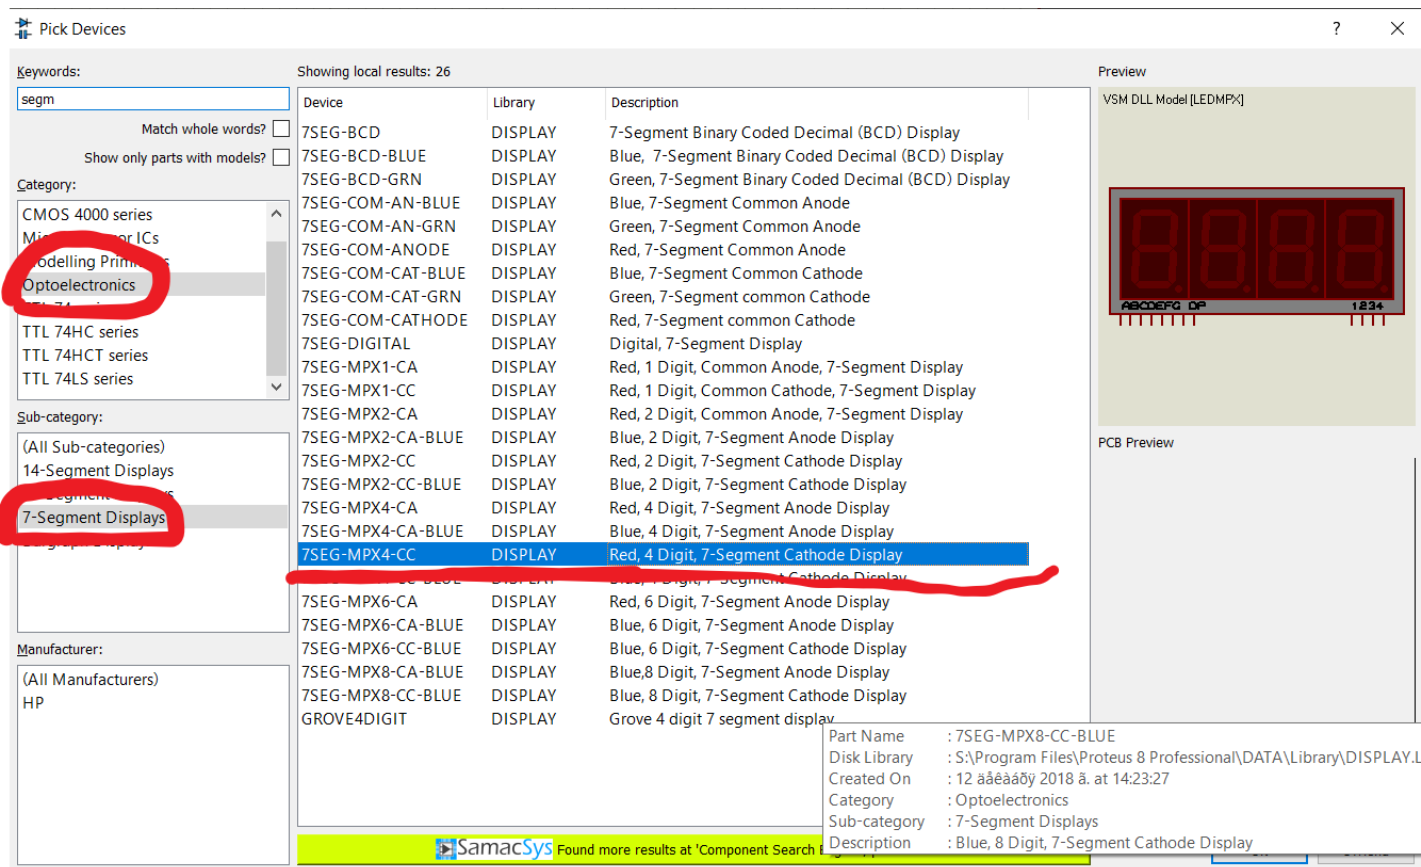 Pick Devices
?
Keywords:
segm
Match whole words?
Show only parts with models?
Category:
CMOS 4000 series
ICs
Modelling
Optoelectronics
TTL 74HC series
TTL 74HCT series
TTL 74LS series
Sub-category:
(All Sub-categories)
14-Segment Displays
7-Segment Displays
Manufacturer:
(All Manufacturers)
HP
Showing local results: 26
Device Library Description
7SEG-BCD DISPLAY 7-Segment Binary Coded Decimal (BCD) Display
7SEG-BCD-BLUE DISPLAY Blue, 7-Segment Binary Coded Decimal (BCD) Display
7SEG-BCD-GRN DISPLAY Green, 7-Segment Binary Coded Decimal (BCD) Display
7SEG-COM-AN-BLUE DISPLAY Blue, 7-Segment Common Anode
7SEG-COM-AN-GRN DISPLAY Green, 7-Segment Common Anode
7SEG-COM-ANODE DISPLAY Red, 7-Segment Common Anode
7SEG-COM-CAT-BLUE DISPLAY Blue, 7-Segment Common Cathode
7SEG-COM-CAT-GRN DISPLAY Green, 7-Segment common Cathode
7SEG-COM-CATHODE DISPLAY Red, 7-Segment common Cathode
7SEG-DIGITAL DISPLAY Digital, 7-Segment Display
7SEG-MPX1-CA DISPLAY Red, 1 Digit, Common Anode, 7-Segment Display
7SEG-MPX1-CC DISPLAY Red, 1 Digit, Common Cathode, 7-Segment Display
7SEG-MPX2-CA DISPLAY Red, 2 Digit, Common Anode, 7-Segment Display
7SEG-MPX2-CA-BLUE DISPLAY Blue, 2 Digit, 7-Segment Anode Display
7SEG-MPX2-CC DISPLAY Red, 2 Digit, 7-Segment Cathode Display
7SEG-MPX2-CC-BLUE DISPLAY Blue, 2 Digit, 7-Segment Cathode Display
7SEG-MPX4-CA DISPLAY Red, 4 Digit, 7-Segment Anode Display
7SEG-MPX4-CA-BLUE DISPLAY Blue, 4 Digit, 7-Segment Anode Display
7SEG-MPX4-CC DISPLAY Red, 4 Digit, 7-Segment Cathode Display
Cathode Display
7SEG-MPX6-CA DISPLAY Red, 6 Digit, 7-Segment Anode Display
7SEG-MPX6-CA-BLUE DISPLAY Blue, 6 Digit, 7-Segment Anode Display
7SEG-MPX6-CC-BLUE DISPLAY Blue, 6 Digit, 7-Segment Cathode Display
7SEG-MPX8-CA-BLUE DISPLAY Blue,8 Digit, 7-Segment Anode Display
7SEG-MPX8-CC-BLUE DISPLAY Blue, 8 Digit, 7-Segment Cathode Display
GROVE4DIGIT DISPLAY Grove 4 digit 7 segment display
SamacSys Found more results at 'Component Search
Preview
VSM DLL Model [LEDMPX]
ABCDEFG DP 1234
PCB Preview
Part Name : 7SEG-MPX8-CC-BLUE
Disk Library : S:\Program Files\Proteus 8 Professional\DATA\Library\DISPLAY.L
Created On : 12 äåêàáðÿ 2018 ã. at 14:23:27
Category : Optoelectronics
Sub-category : 7-Segment Displays
Description : Blue, 8 Digit, 7-Segment Cathode Display